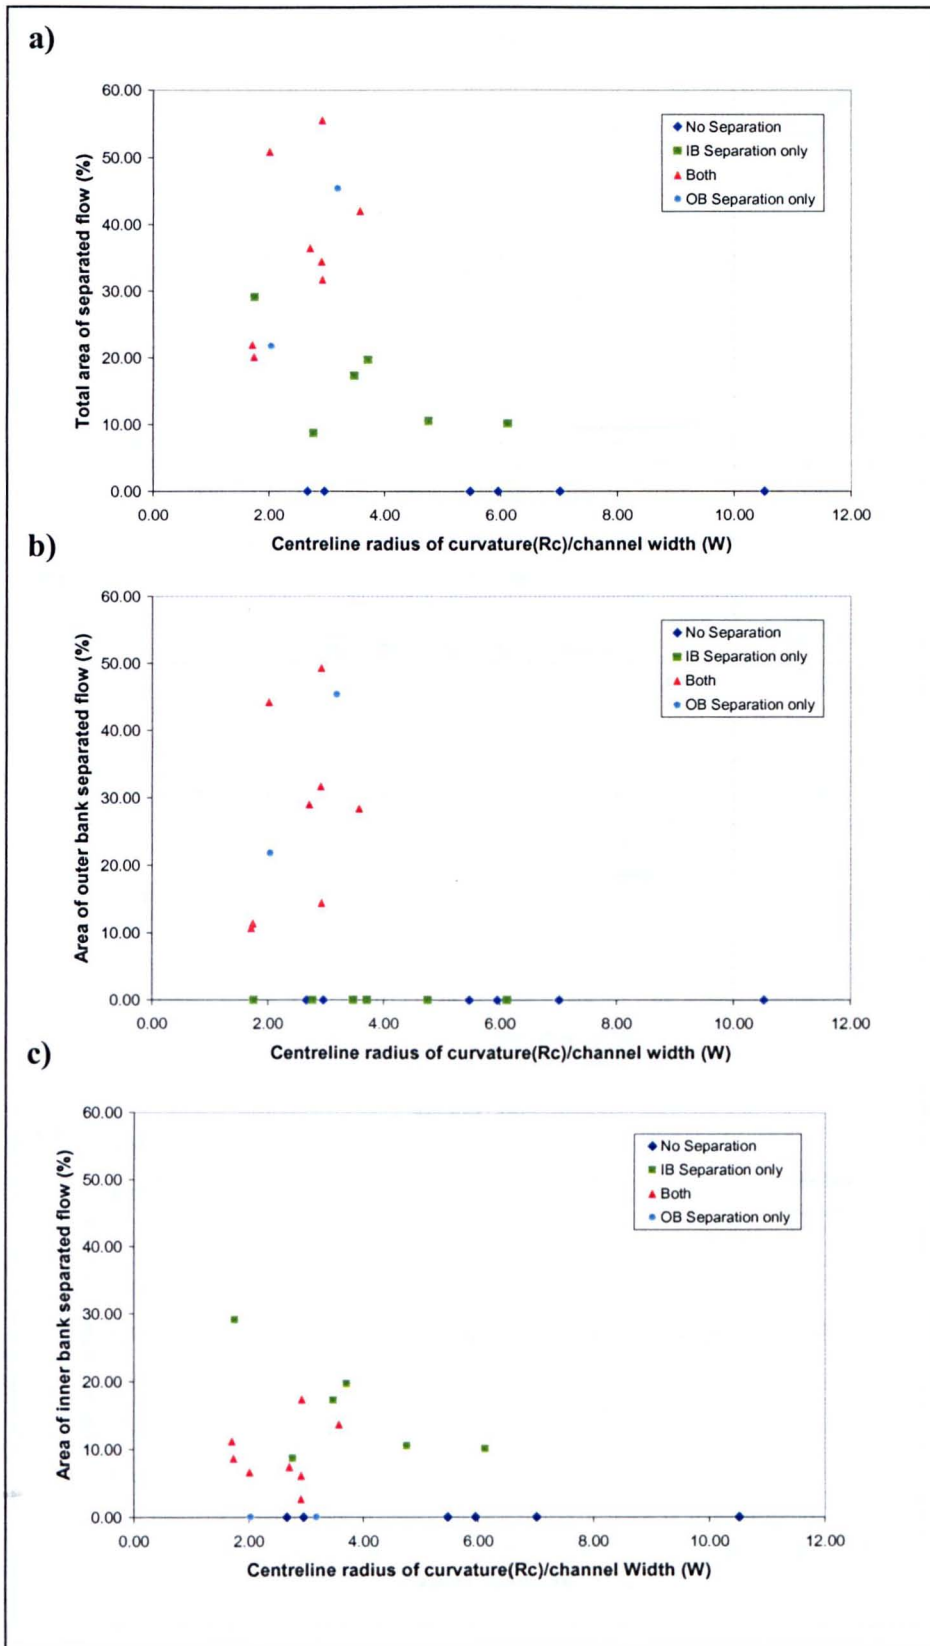 a)
60.00
50.00
40.00
30.00
20.00
10.00
0.00
Total area of separated flow (%)
No Separation
IB Separation only
Both
OB Separation only
0.00 2.00 4.00 6.00 8.00 10.00 12.00
Centreline radius of curvature(Rc)/channel width (W)
b)
60.00
50.00
40.00
30.00
20.00
10.00
0.00
Area of outer bank separated flow (%)
No Separation
IB Separation only
Both
OB Separation only
0.00 2.00 4.00 6.00 8.00 10.00 12.00
Centreline radius of curvature(Rc)/channel width (W)
c)
60.00
50.00
40.00
30.00
20.00
10.00
0.00
Area of inner bank separated flow (%)
No Separation
IB Separation only
Both
OB Separation only
0.00 2.00 4.00 6.00 8.00 10.00 12.00
Centreline radius of curvature(Rc)/channel Width (W)